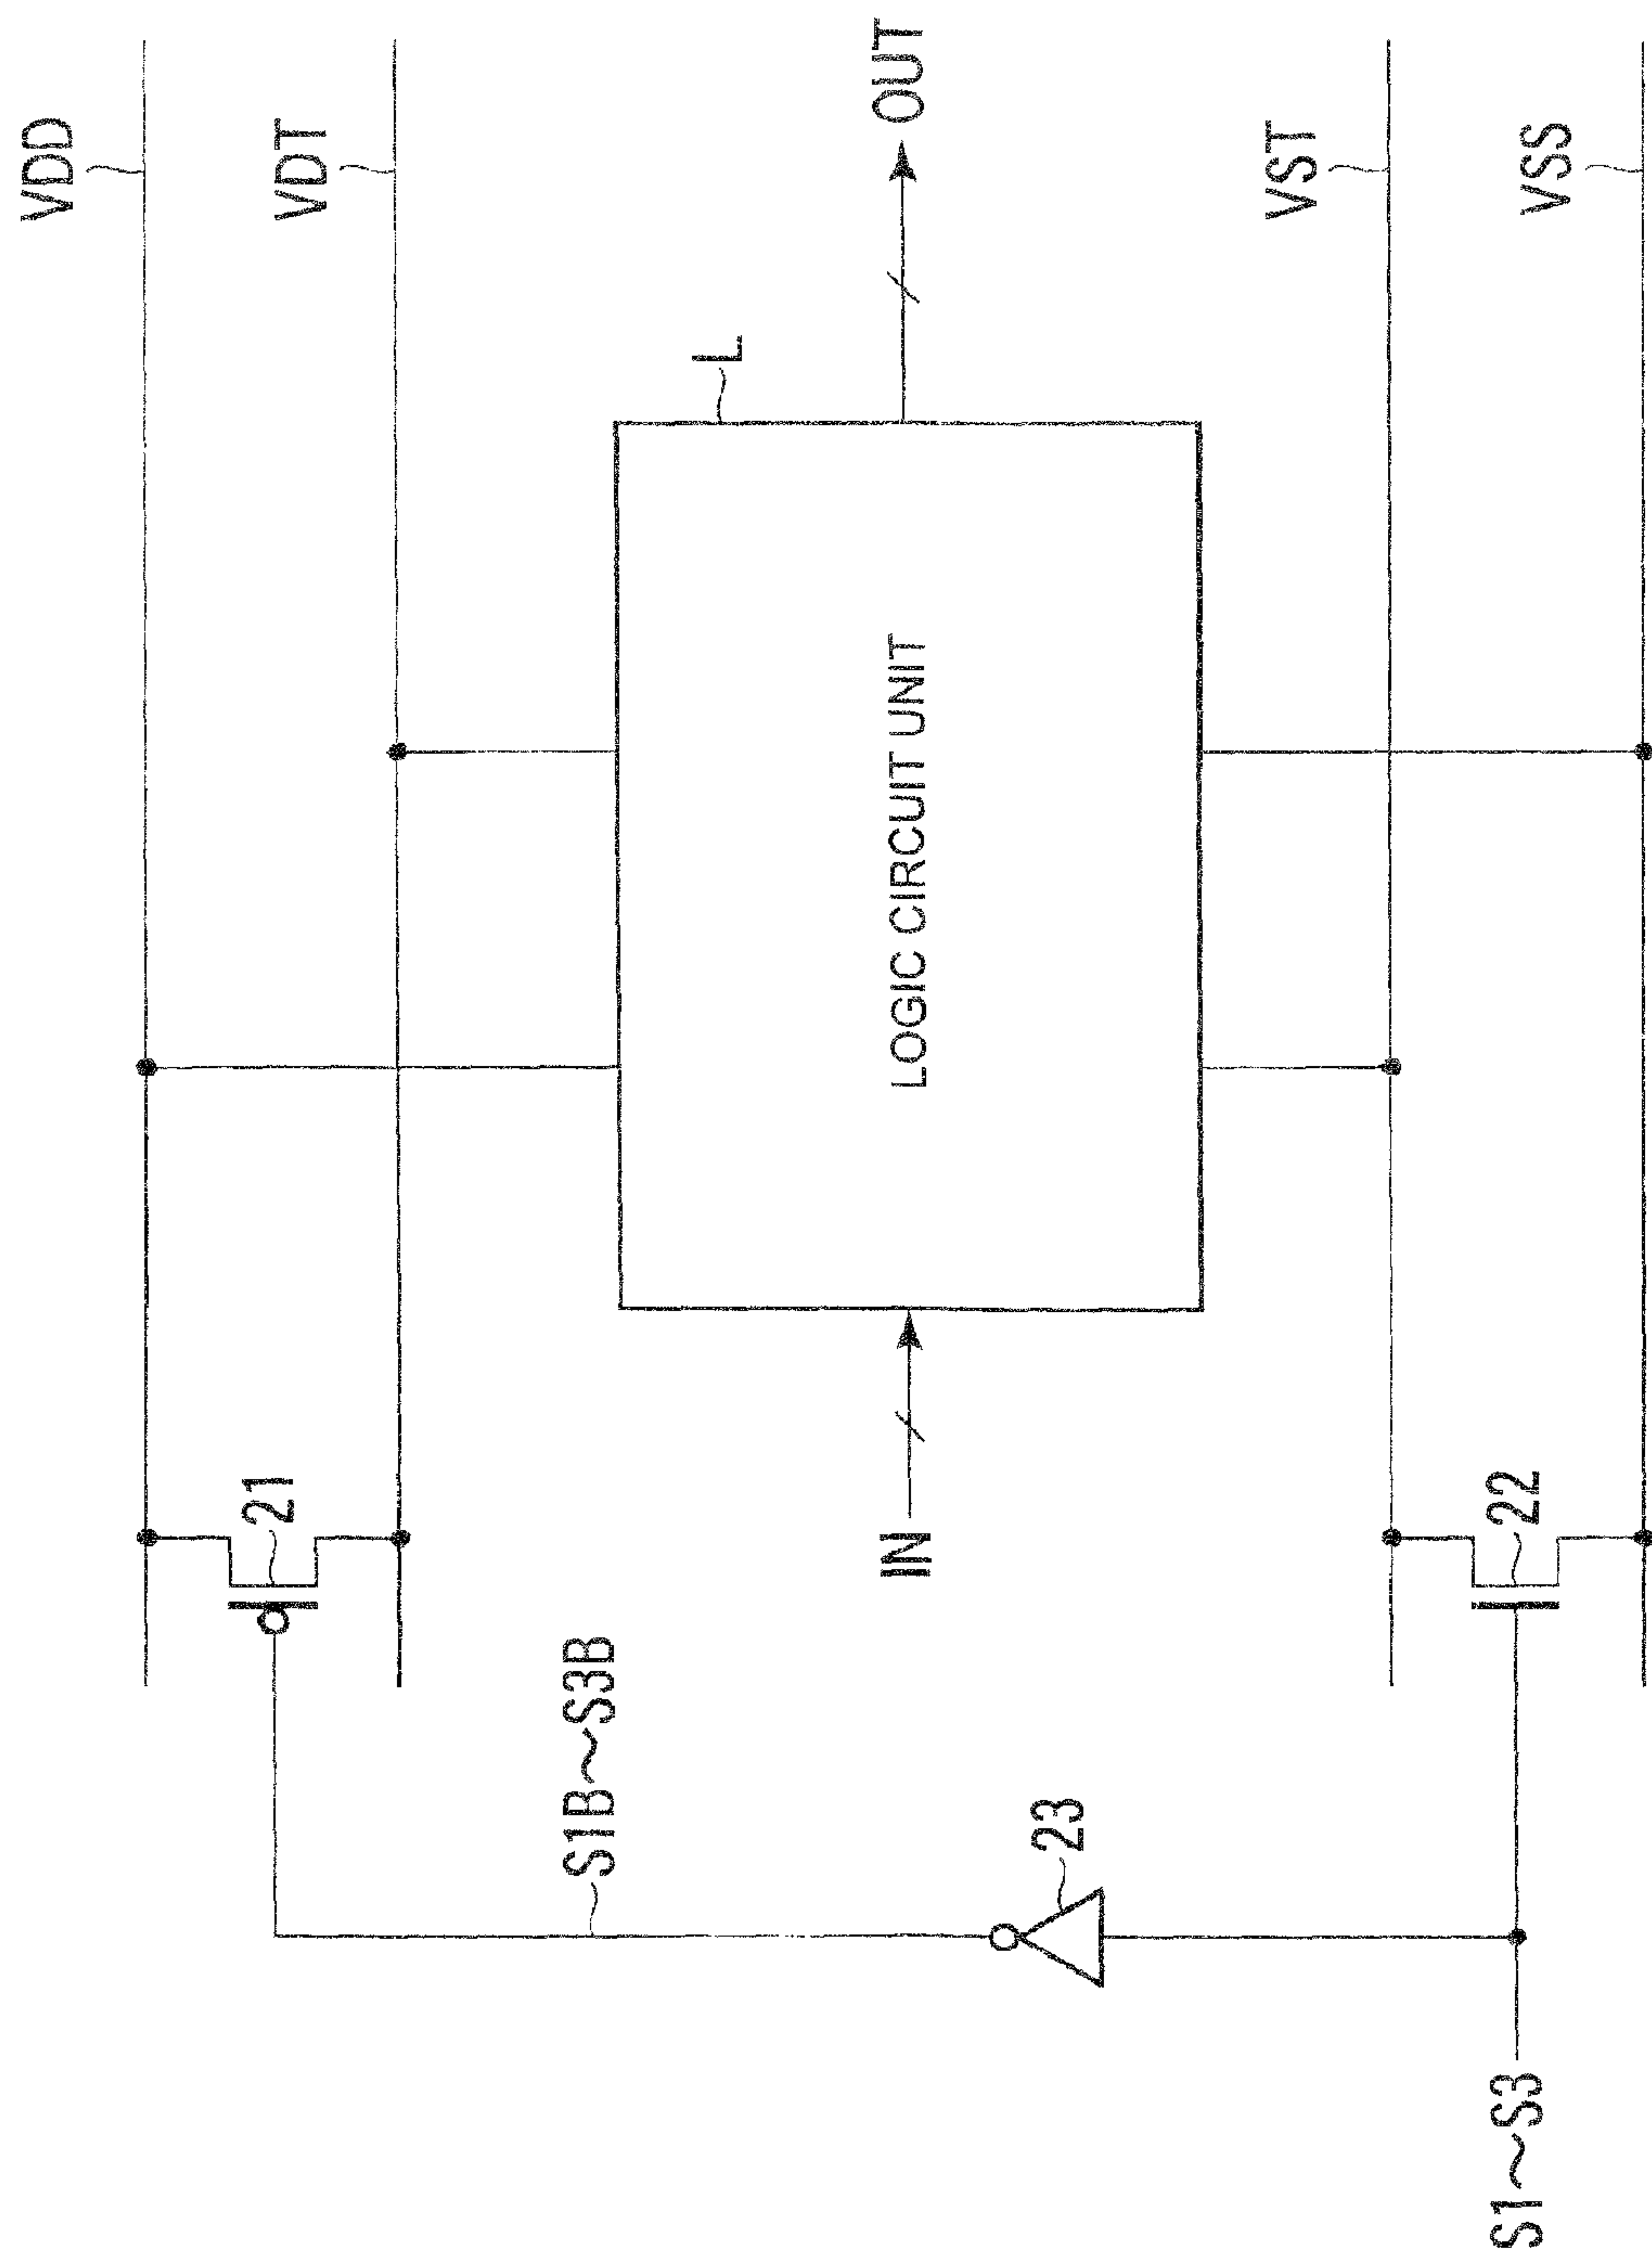 VDD
VDT
21
S1B~S3B
L
LOGIC CIRCUIT UNIT
IN
OUT
23
VST
22
VSS
S1~S3